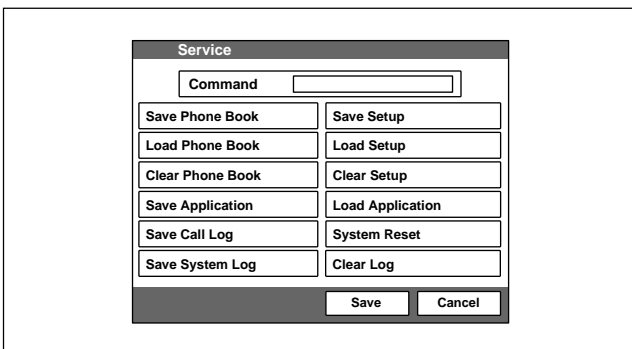 Service
Command
Save Phone Book Save Setup
Load Phone Book Load Setup
Clear Phone Book Clear Setup
Save Application Load Application
Save Call Log System Reset
Save System Log Clear Log
Save Cancel